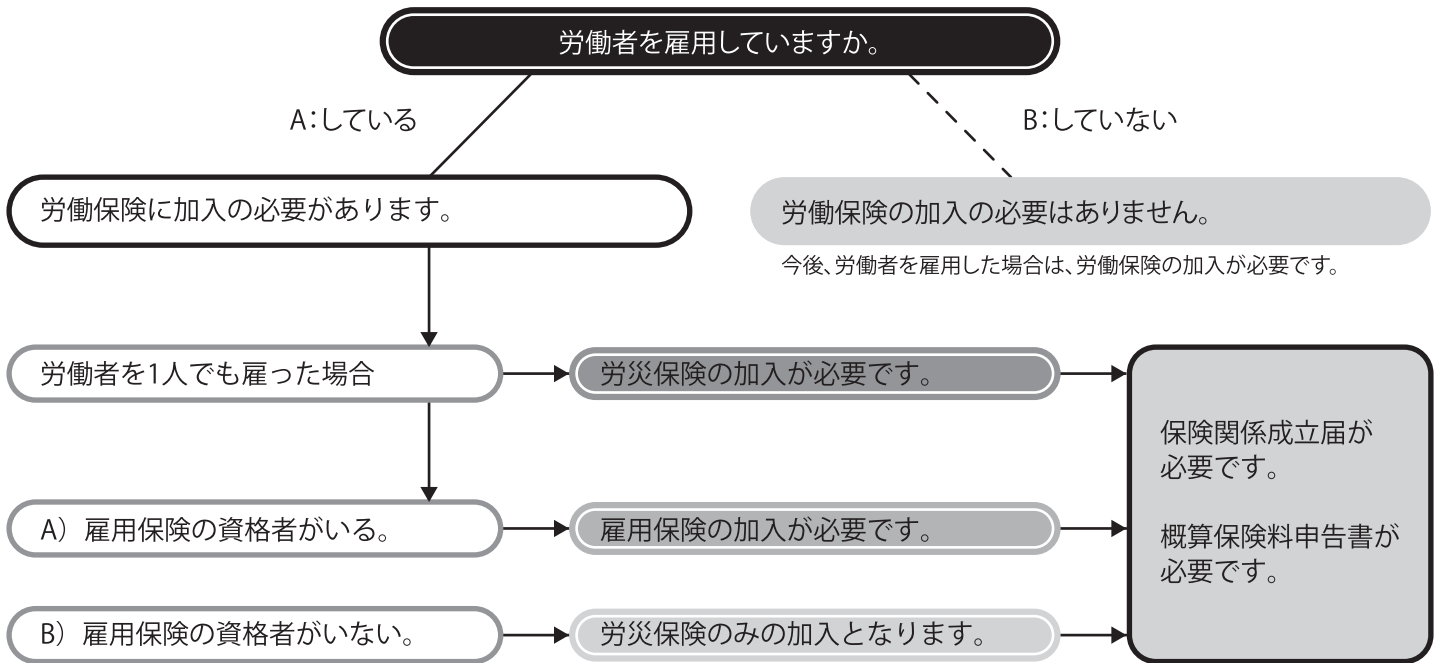 労働者を雇用していますか。
A：している
B：していない
労働保険に加入の必要があります。
労働保険の加入の必要はありません。
今後、労働者を雇用した場合は、労働保険の加入が必要です。
労働者を1人でも雇った場合
労災保険の加入が必要です。
保険関係成立届が
必要です。
概算保険料申告書が
必要です。
A）雇用保険の資格者がいる。
雇用保険の加入が必要です。
B）雇用保険の資格者がいない。
労災保険のみの加入となります。